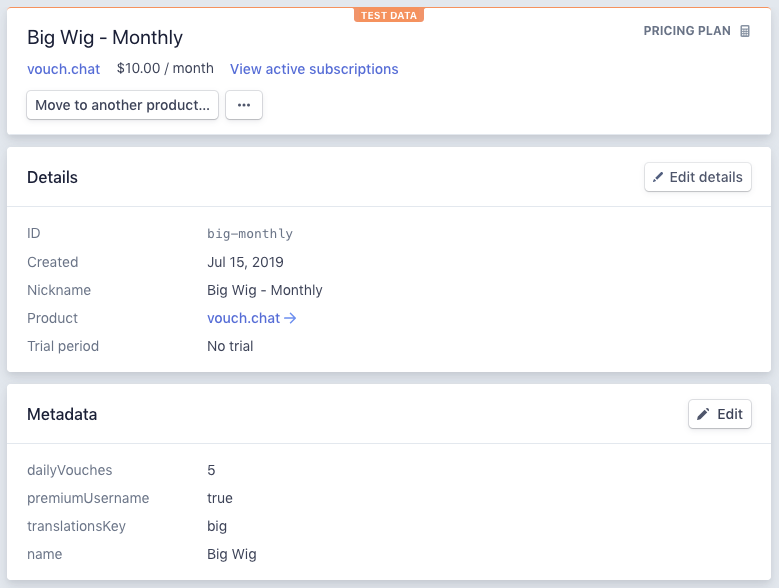 TEST DATA
Big Wig - Monthly
PRICING PLAN
vouch.chat $10.00 / month View active subscriptions
Move to another product... ···
Details
Edit details
ID big-monthly
Created Jul 15, 2019
Nickname Big Wig - Monthly
Product vouch.chat →
Trial period No trial
Metadata
Edit
dailyVouches 5
premiumUsername true
translationsKey big
name Big Wig